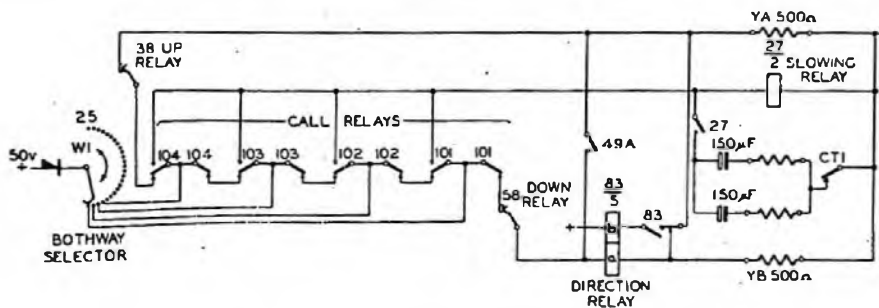 YA 500Ω
38 UP RELAY
27/2 SLOWING RELAY
25
CALL RELAYS
50v
+
W1
104 104 103 103 102 102 101 101
49A
27
150μF
CT1
58 DOWN RELAY
83/5
83
150μF
+
b
a
BOTHWAY SELECTOR
DIRECTION RELAY
YB 500Ω